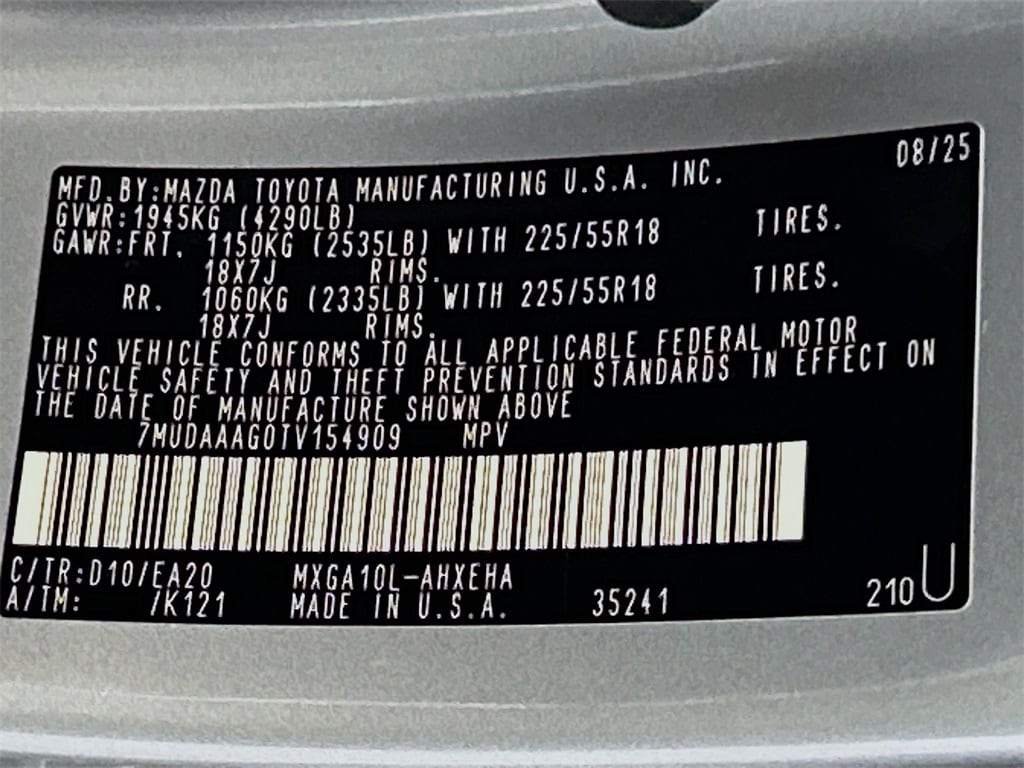 08/25
MFD.BY:MAZDA TOYOTA MANUFACTURING U.S.A. INC.
GVWR:1945KG (4290LB)
GAWR:FRT. 1150KG (2535LB) WITH 225/55R18 TIRES.
18X7J RIMS.
RR. 1060KG (2335LB) WITH 225/55R18 TIRES.
18X7J RIMS.
THIS VEHICLE CONFORMS TO ALL APPLICABLE FEDERAL MOTOR
VEHICLE SAFETY AND THEFT PREVENTION STANDARDS IN EFFECT ON
THE DATE OF MANUFACTURE SHOWN ABOVE
7MUDAAAG0TV154909 MPV
C/TR:D10/EA20 MXGA10L-AHXEHA
A/TM: /K121 MADE IN U.S.A. 35241 210U